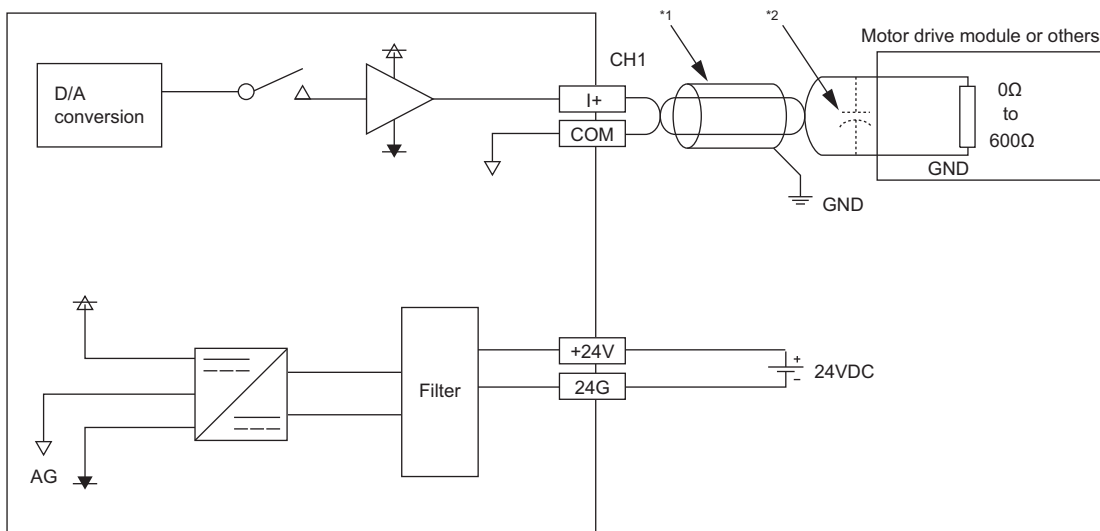 *1
*2
Motor drive module or others
CH1
D/A
conversion
I+
COM
0Ω
to
600Ω
GND
GND
+24V
24G
+
−
24VDC
Filter
AG